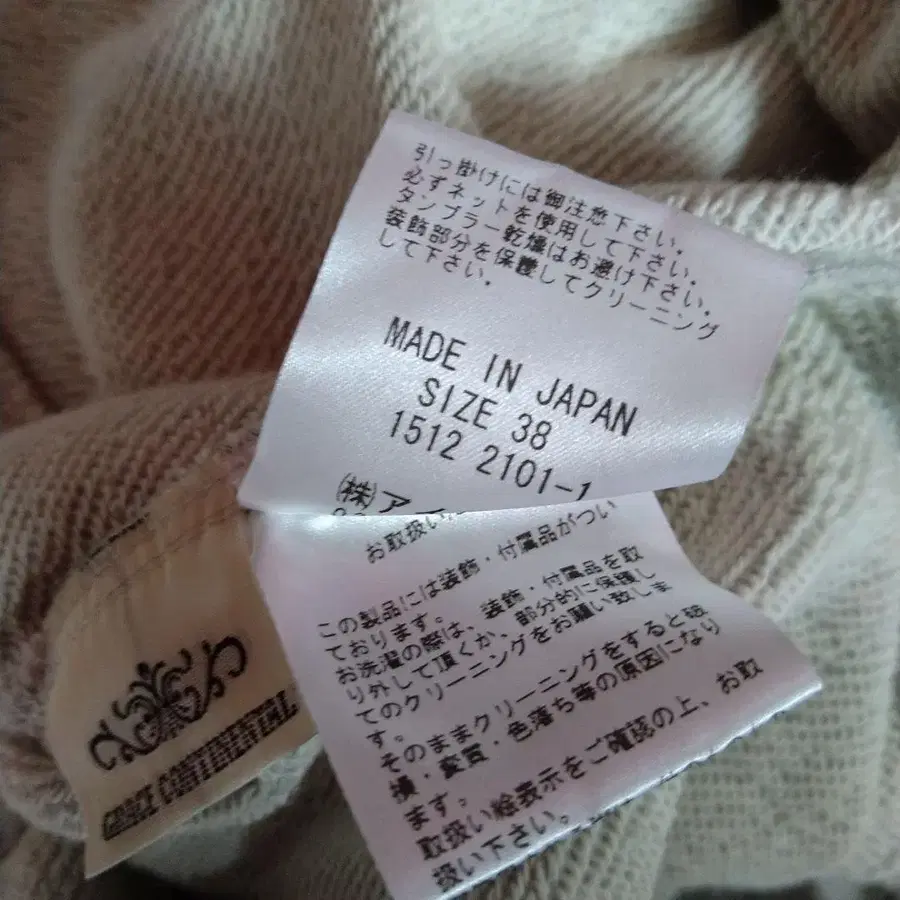 引っ掛けには御注意下さい.
必ずネットを使用して下さい.
タンブラー乾燥はお避け下さい.
装飾部分を保護してクリーニング
して下さい.
MADE IN JAPAN
SIZE 38
1512 2101-1
㈱ア
お取扱い
この製品には装飾・付属品がつい
ております。
お洗濯の際は、装飾・付属品を取
り外して頂くか、部分的に保護し
てのクリーニングをお願い致しま
す。
そのままクリーニングをすると破
損・変質・色落ち等の原因になり
ます。
取扱い絵表示をご確認の上、お取
扱い下さい。
GRACE CONTINENTAL